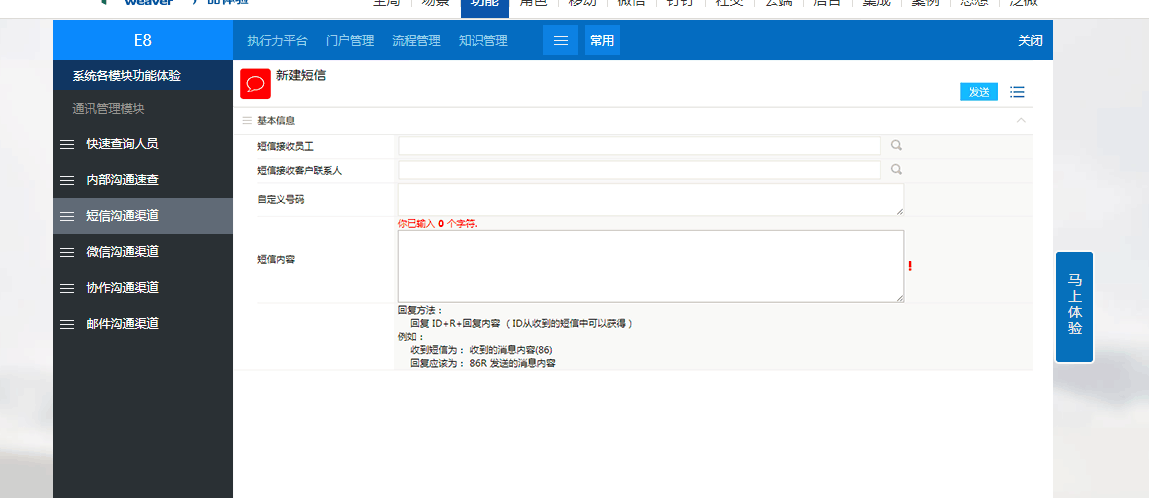 weaver 产品体验
全局 场景 功能 角色 移动 微信 钉钉 社交 云端 后台 集成 案例 思想 泛微
E8 执行力平台 门户管理 流程管理 知识管理 常用 关闭
系统各模块功能体验
通讯管理模块
快速查询人员
内部沟通速查
短信沟通渠道
微信沟通渠道
协作沟通渠道
邮件沟通渠道
新建短信
发送
基本信息
短信接收员工
短信接收客户联系人
自定义号码
你已输入 0 个字符.
短信内容
!
回复方法：
回复 ID+R+回复内容 （ID从收到的短信中可以获得）
例如：
收到短信为： 收到的消息内容(86)
回复应该为： 86R 发送的消息内容
马上体验